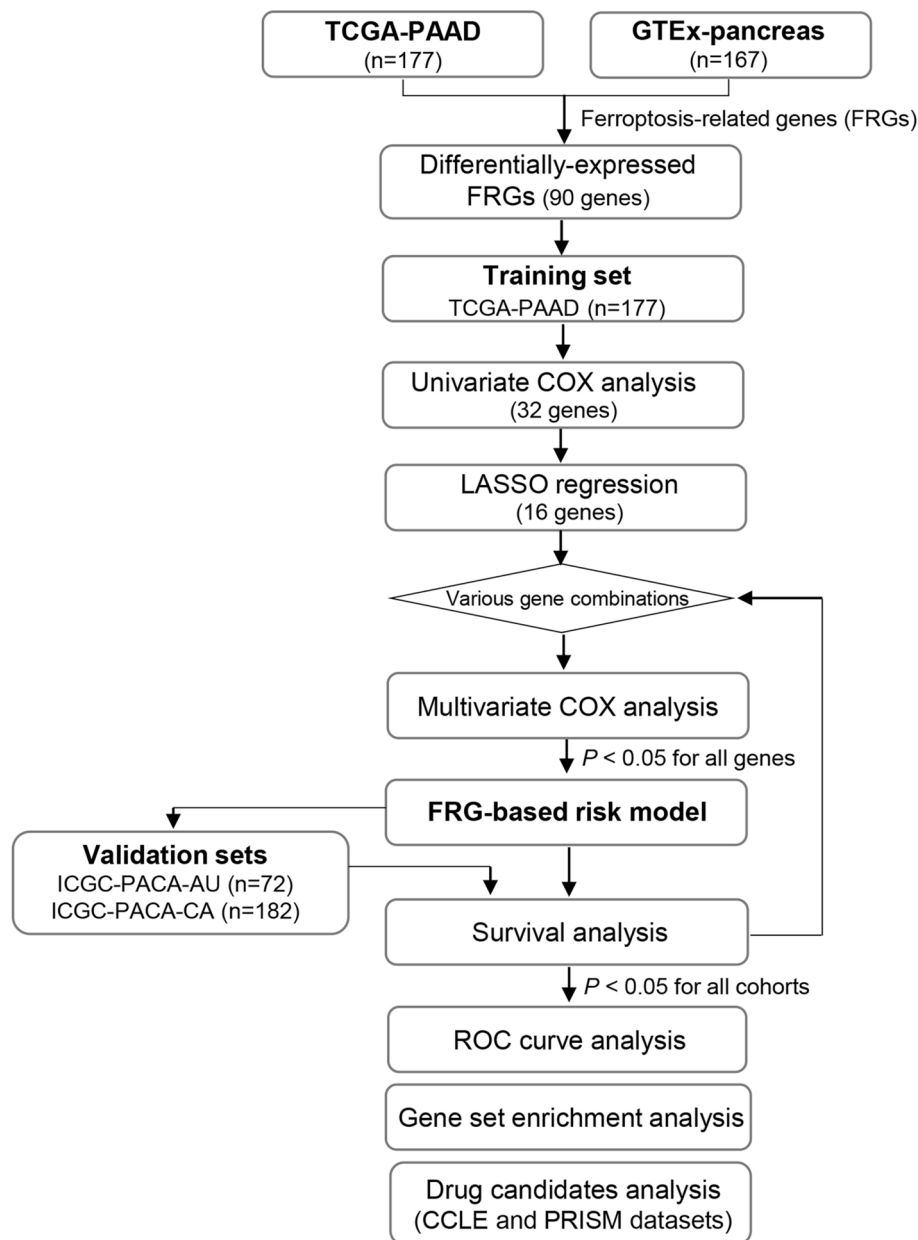 TCGA-PAAD
(n=177)
GTEx-pancreas
(n=167)
Ferroptosis-related genes (FRGs)
Differentially-expressed
FRGs (90 genes)
Training set
TCGA-PAAD (n=177)
Univariate COX analysis
(32 genes)
LASSO regression
(16 genes)
Various gene combinations
Multivariate COX analysis
P < 0.05 for all genes
FRG-based risk model
Validation sets
ICGC-PACA-AU (n=72)
ICGC-PACA-CA (n=182)
Survival analysis
P < 0.05 for all cohorts
ROC curve analysis
Gene set enrichment analysis
Drug candidates analysis
(CCLE and PRISM datasets)